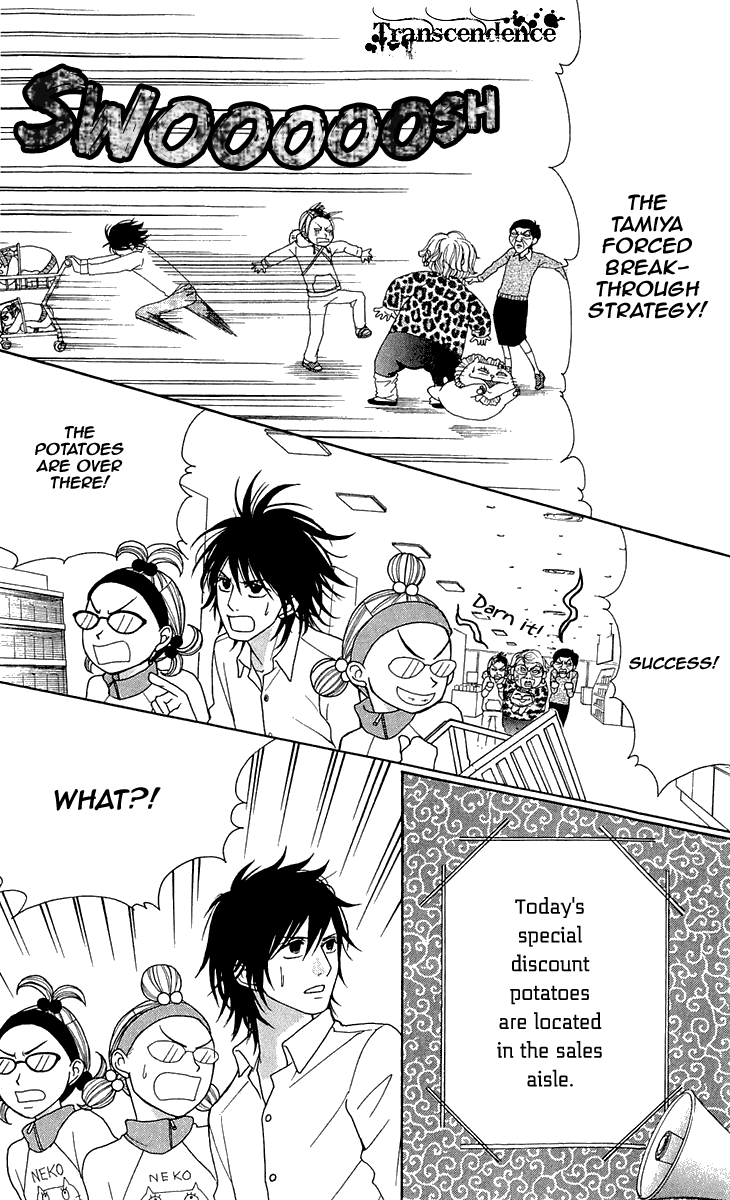 Transcendence
SWOOOOOOSH
THE
TAMIYA
FORCED
BREAK-
THROUGH
STRATEGY!
THE
POTATOES
ARE OVER
THERE!
Darn it!
SUCCESS!
WHAT?!
Today's
special
discount
potatoes
are located
in the sales
aisle.
NEKO
NEKO